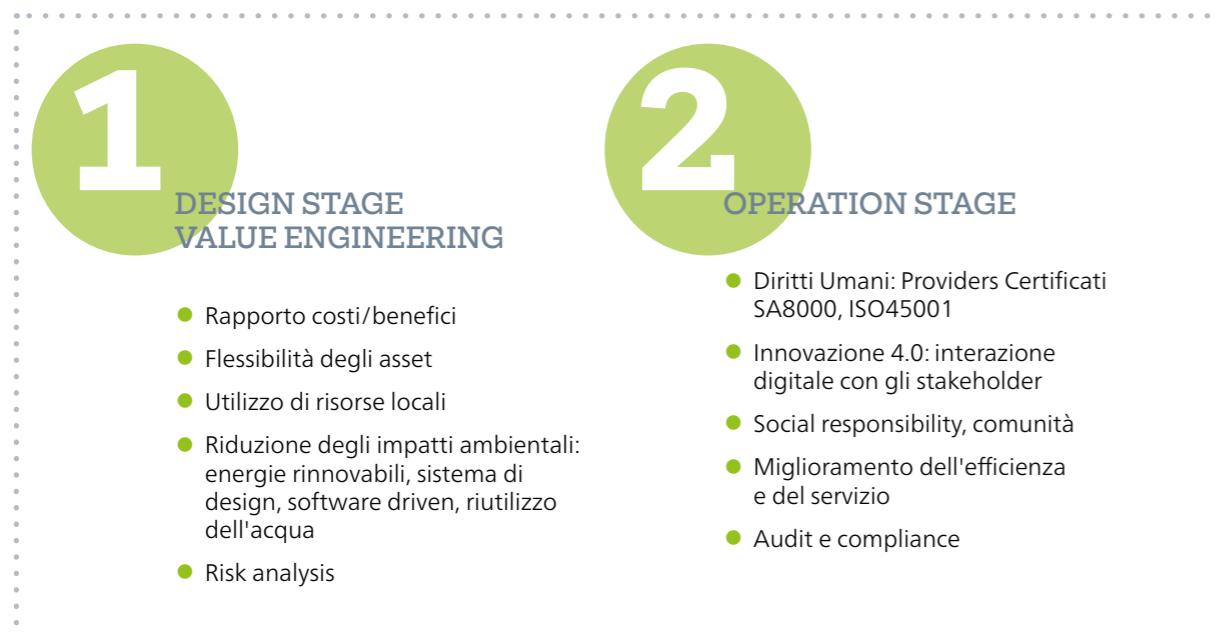 1
DESIGN STAGE
VALUE ENGINEERING
Rapporto costi/benefici
Flessibilità degli asset
Utilizzo di risorse locali
Riduzione degli impatti ambientali:
energie rinnovabili, sistema di
design, software driven, riutilizzo
dell'acqua
Risk analysis
2
OPERATION STAGE
Diritti Umani: Providers Certificati
SA8000, ISO45001
Innovazione 4.0: interazione
digitale con gli stakeholder
Social responsibility, comunità
Miglioramento dell'efficienza
e del servizio
Audit e compliance